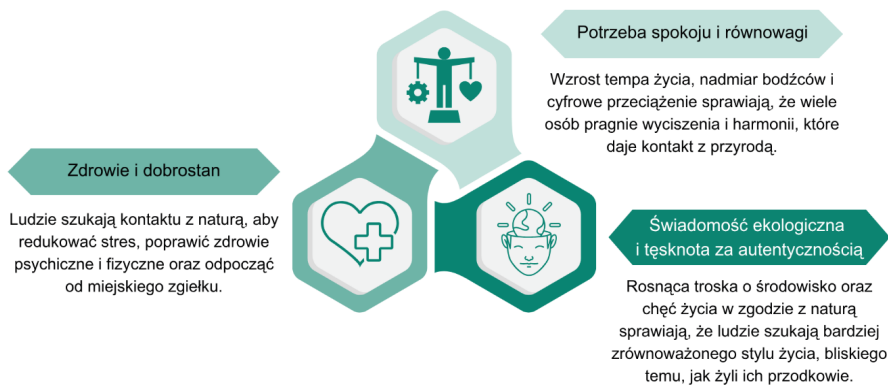 Potrzeba spokoju i równowagi
Wzrost tempa życia, nadmiar bodźców i
cyfrowe przeciążenie sprawiają, że wiele
osób pragnie wyciszenia i harmonii, które
daje kontakt z przyrodą.
Zdrowie i dobrostan
Ludzie szukają kontaktu z naturą, aby
redukować stres, poprawić zdrowie
psychiczne i fizyczne oraz odpocząć
od miejskiego zgiełku.
Świadomość ekologiczna
i tęsknota za autentycznością
Rosnąca troska o środowisko oraz
chęć życia w zgodzie z naturą
sprawiają, że ludzie szukają bardziej
zrównoważonego stylu życia, bliskiego
temu, jak żyli ich przodkowie.